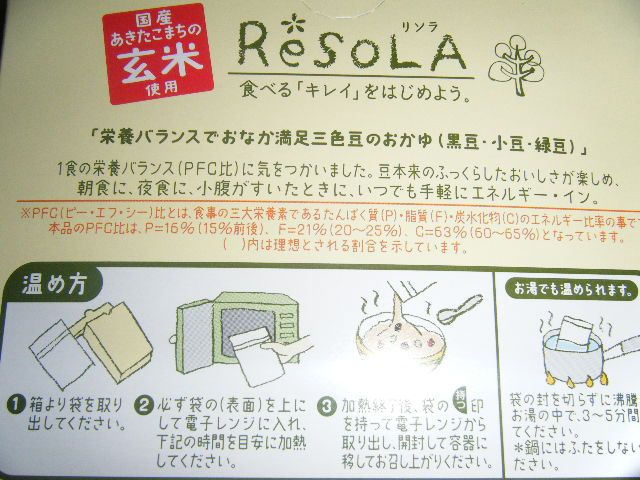 国産
あきたこまちの
玄米
使用
リソラ
ReSoLA
食べる「キレイ」をはじめよう。
「栄養バランスでおなか満足三色豆のおかゆ(黒豆・小豆・緑豆)」
1食の栄養バランス(PFC比)に気をつかいました。豆本来のふっくらしたおいしさが楽しめ、
朝食に、夜食に、小腹がすいたときに、いつでも手軽にエネルギー・イン。
※PFC(ピー・エフ・シー)比とは、食事の三大栄養素であるたんぱく質(P)・脂質(F)・炭水化物(C)のエネルギー比率の事で
本品のPFC比は、P=16%(15%前後)、F=21%(20~25%)、C=63%(60~65%)となっています。
( )内は理想とされる割合を示しています。
温め方
1 箱より袋を取り
出してください。
2 必ず袋の(表面)を上に
して電子レンジに入れ、
下記の時間を目安に加熱
してください。
3 加熱終了後、袋の 持つ 印
を持って電子レンジから
取り出し、開封して容器に
移してお召し上がりください。
お湯でも温められます。
袋の封を切らずに沸騰
お湯の中で、3~5分間
てください。
*鍋にはふたをしない
ください。